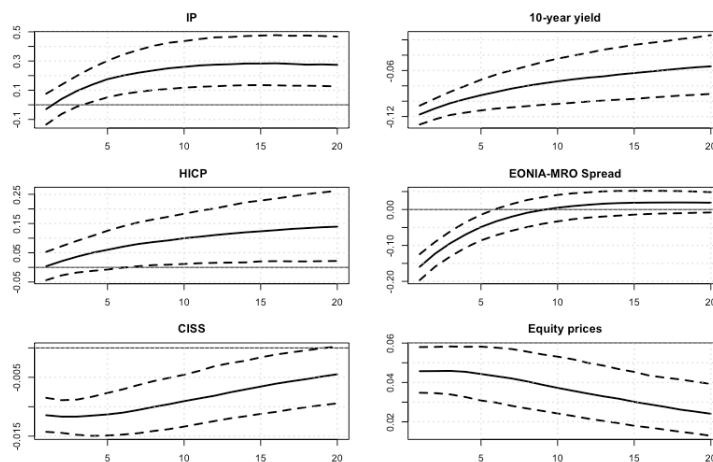 IP
0.5
0.3
0.1
-0.1
5 10 15 20
10-year yield
-0.06
-0.12
5 10 15 20
HICP
0.25
0.15
0.05
-0.05
5 10 15 20
EONIA-MRO Spread
0.00
-0.10
-0.20
5 10 15 20
CISS
-0.005
-0.015
5 10 15 20
Equity prices
0.06
0.04
0.02
5 10 15 20